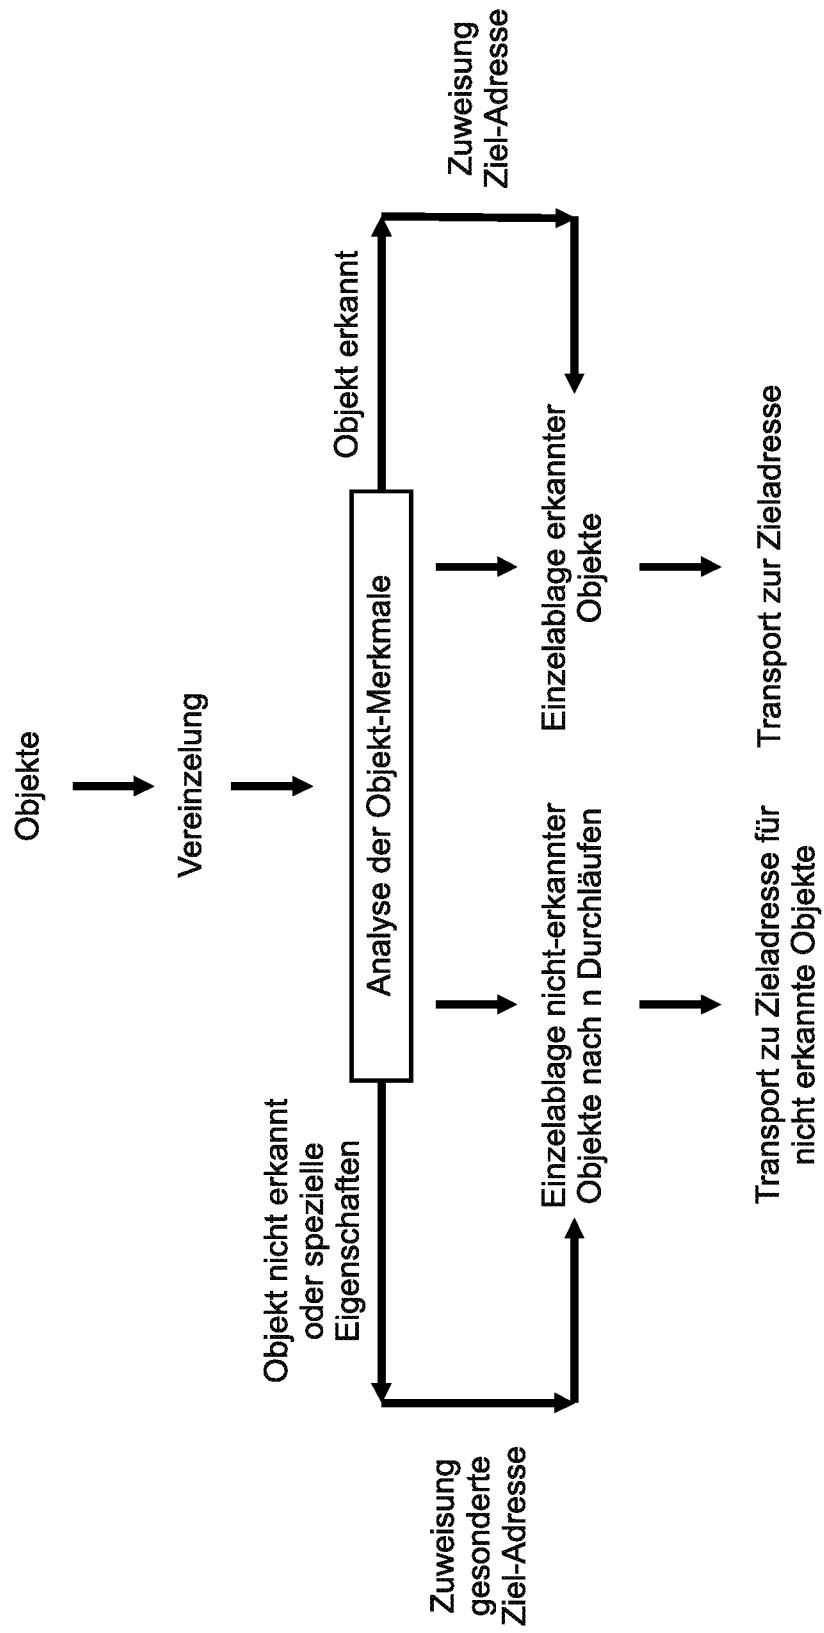 Objekte
Vereinzelung
Objekt nicht erkannt
oder spezielle
Eigenschaften
Analyse der Objekt-Merkmale
Objekt erkannt
Zuweisung
gesonderte
Ziel-Adresse
Zuweisung
Ziel-Adresse
Einzelablage nicht-erkannter
Objekte nach n Durchläufen
Einzelablage erkannter
Objekte
Transport zu Zieladresse für
nicht erkannte Objekte
Transport zur Zieladresse